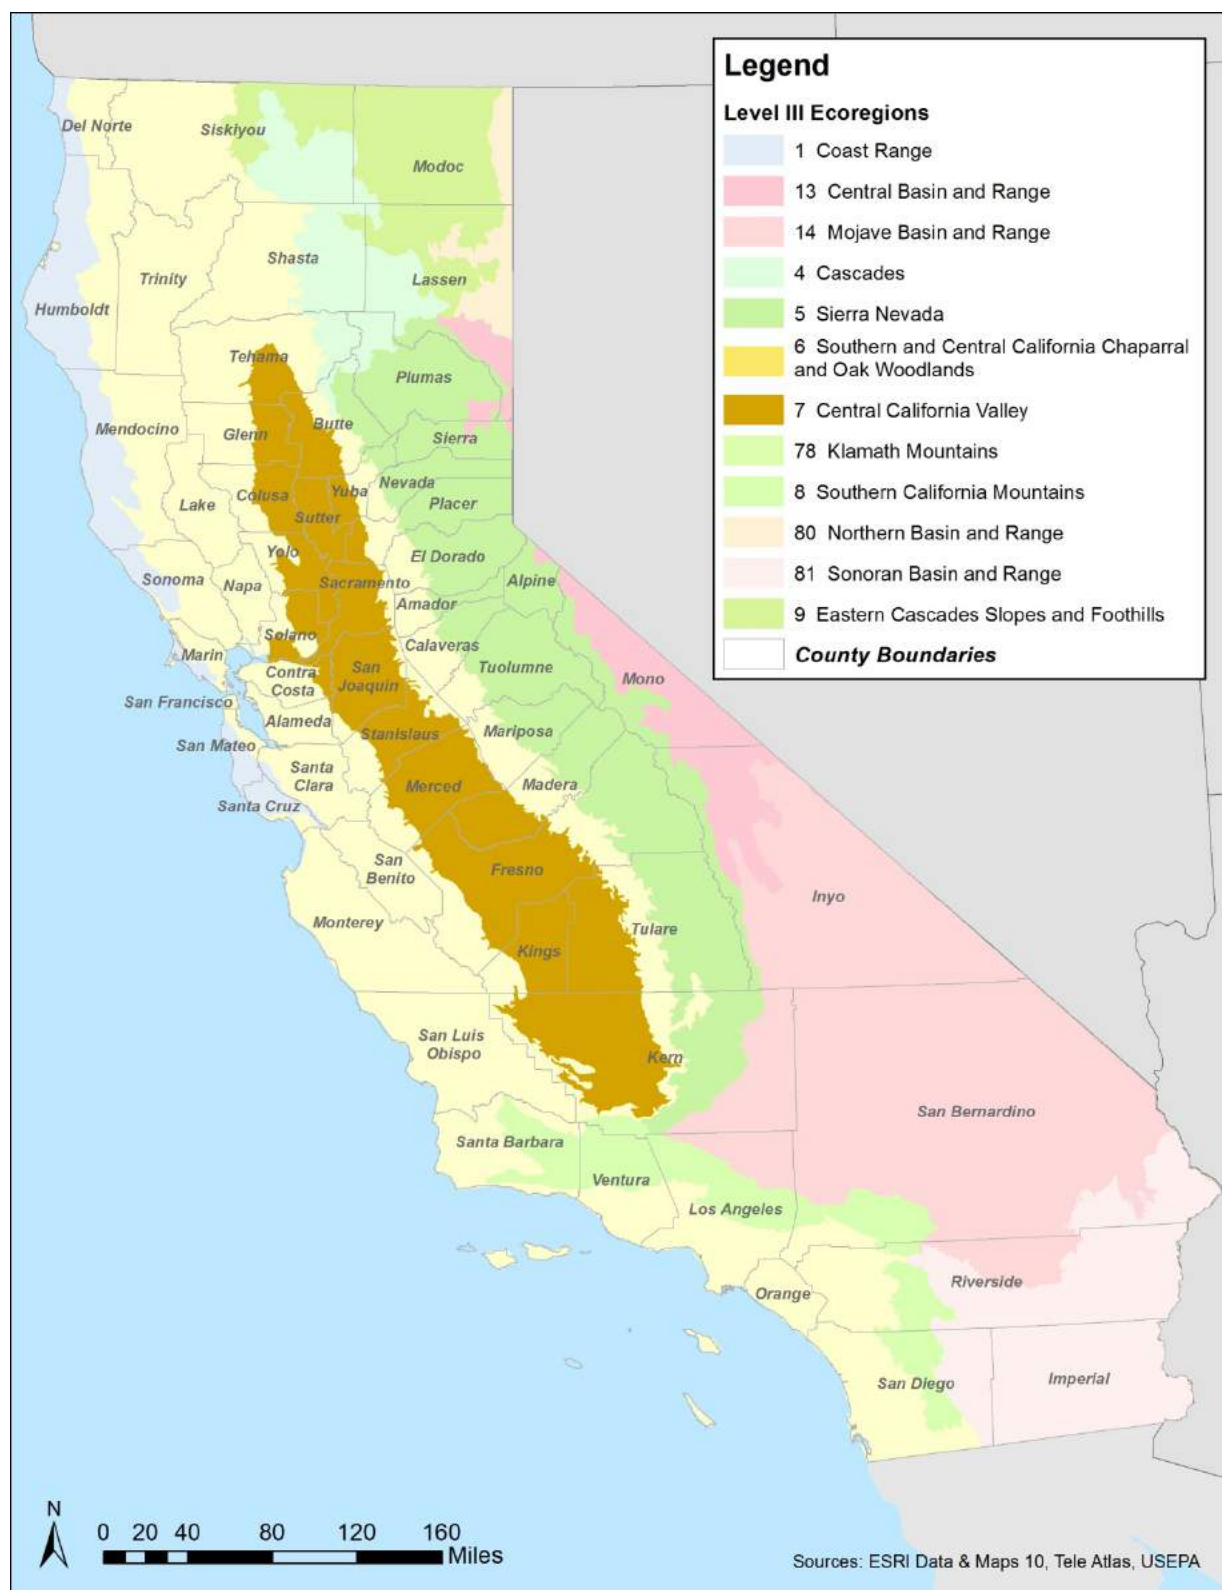 Legend
Level III Ecoregions
1 Coast Range
13 Central Basin and Range
14 Mojave Basin and Range
4 Cascades
5 Sierra Nevada
6 Southern and Central California Chaparral
and Oak Woodlands
7 Central California Valley
78 Klamath Mountains
8 Southern California Mountains
80 Northern Basin and Range
81 Sonoran Basin and Range
9 Eastern Cascades Slopes and Foothills
County Boundaries
Del Norte
Siskiyou
Modoc
Shasta
Trinity
Lassen
Humboldt
Tehama
Plumas
Mendocino
Butte
Glenn
Sierra
Nevada
Yuba
Colusa
Lake
Placer
Sutter
Yolo
El Dorado
Sonoma
Napa
Sacramento
Alpine
Amador
Solano
Calaveras
Marin
Contra
Costa
San
Joaquin
Tuolumne
Mono
San Francisco
Alameda
Stanislaus
Mariposa
San Mateo
Santa
Clara
Merced
Madera
Santa Cruz
San
Benito
Fresno
Inyo
Monterey
Tulare
Kings
San Luis
Obispo
Kern
San Bernardino
Santa Barbara
Ventura
Los Angeles
Riverside
Orange
San Diego
Imperial
N
0 20 40 80 120 160
Miles
Sources: ESRI Data & Maps 10, Tele Atlas, USEPA